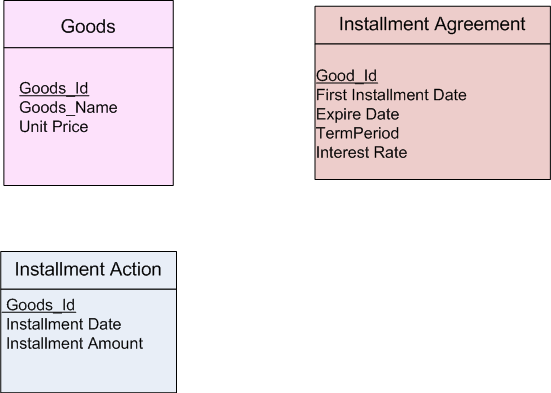 Goods
Goods_Id
Goods_Name
Unit Price
Installment Agreement
Good_Id
First Installment Date
Expire Date
TermPeriod
Interest Rate
Installment Action
Goods_Id
Installment Date
Installment Amount